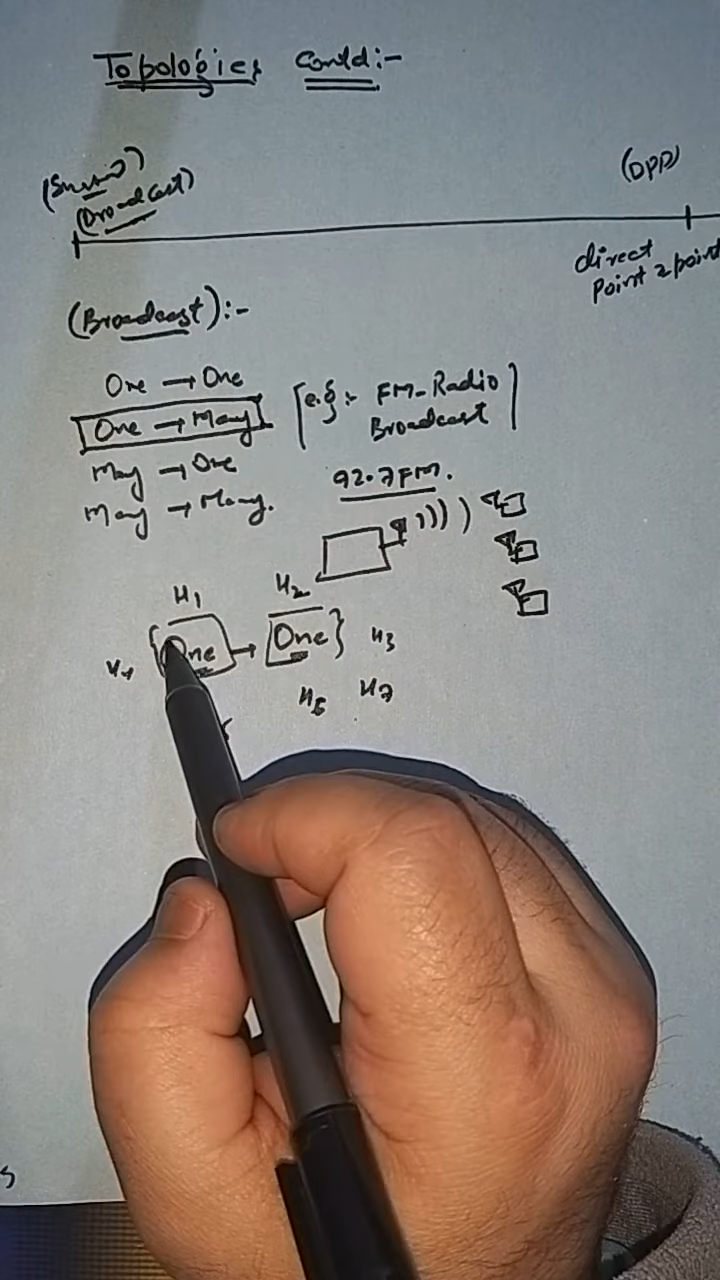 Topologies Contd:-
(Broadcast)
(DPP)
direct
Point 2 point
(Broadcast):-
One → One
One → Many
Many → One
Many → Many.
[e.g:- FM-Radio
Broadcast]
92.7FM.
H1 H2
{One → One} H3
H4
H5 H7